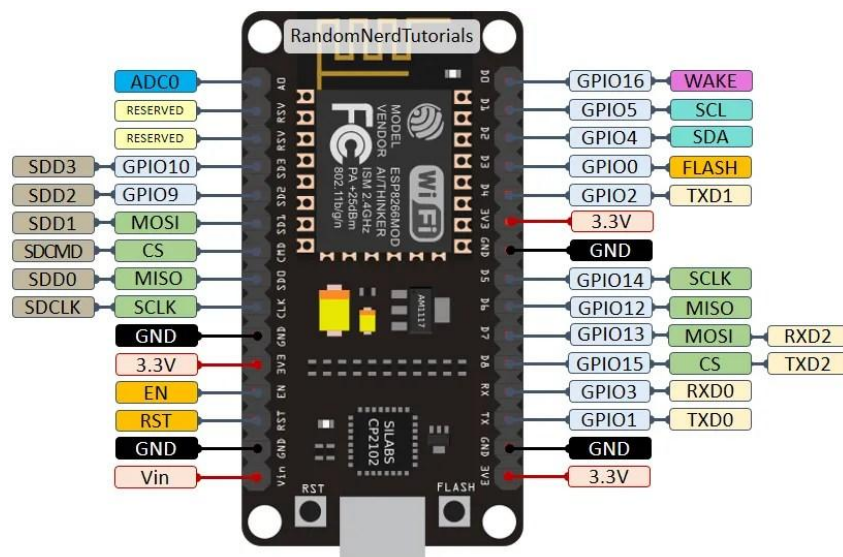 RandomNerdTutorials
ADC0 A0
RESERVED RSV
RESERVED RSV
SDD3 GPIO10 SD3
SDD2 GPIO9 SD2
SDD1 MOSI SD1
SDCMD CS CMD
SDD0 MISO SD0
SDCLK SCLK CLK
GND GND
3.3V 3V3
EN EN
RST RST
GND GND
Vin Vin
MODEL ESP8266MOD
VENDOR AI/THINKER
ISM 2.4GHz
PA +25dBm
802.11b/g/n
FC
Wi Fi
AM1117
SILABS
CP2102
RST
FLASH
D0 GPIO16 WAKE
D1 GPIO5 SCL
D2 GPIO4 SDA
D3 GPIO0 FLASH
D4 GPIO2 TXD1
3V3 3.3V
GND GND
D5 GPIO14 SCLK
D6 GPIO12 MISO
D7 GPIO13 MOSI RXD2
D8 GPIO15 CS TXD2
RX GPIO3 RXD0
TX GPIO1 TXD0
GND GND
3V3 3.3V